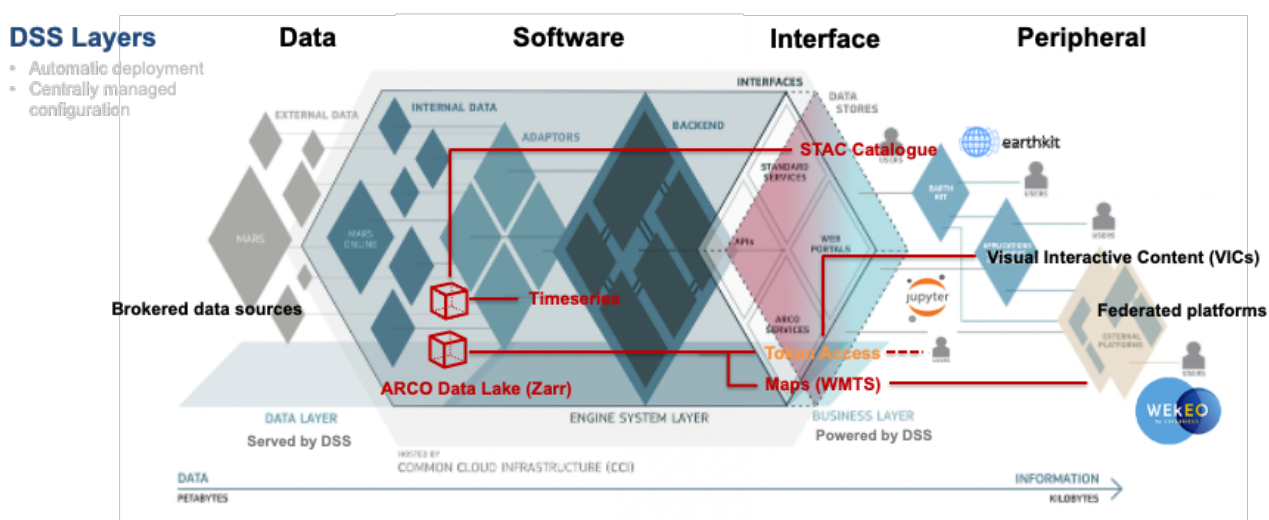 DSS Layers
Data
Software
Interface
Peripheral
• Automatic deployment
• Centrally managed
configuration
INTERFACES
DATA
STORES
EXTERNAL DATA
INTERNAL DATA
ADAPTORS
BACKEND
STAC Catalogue
USERS
earthkit
STANDARD
SERVICES
EARTH
KIT
USERS
MARS
MARS
ONLINE
APIs
WEB
PORTALS
APPLICATIONS
USERS
Visual Interactive Content (VICs)
Timeseries
jupyter
Brokered data sources
Federated platforms
ARCO
SERVICES
EXTERNAL
PLATFORMS
Token Access
USERS
ARCO Data Lake (Zarr)
Maps (WMTS)
USERS
WEkEO
DATA LAYER
ENGINE SYSTEM LAYER
BUSINESS LAYER
Served by DSS
Powered by DSS
HOSTED BY
COMMON CLOUD INFRASTRUCTURE (CCI)
DATA
INFORMATION
PETABYTES
KILOBYTES